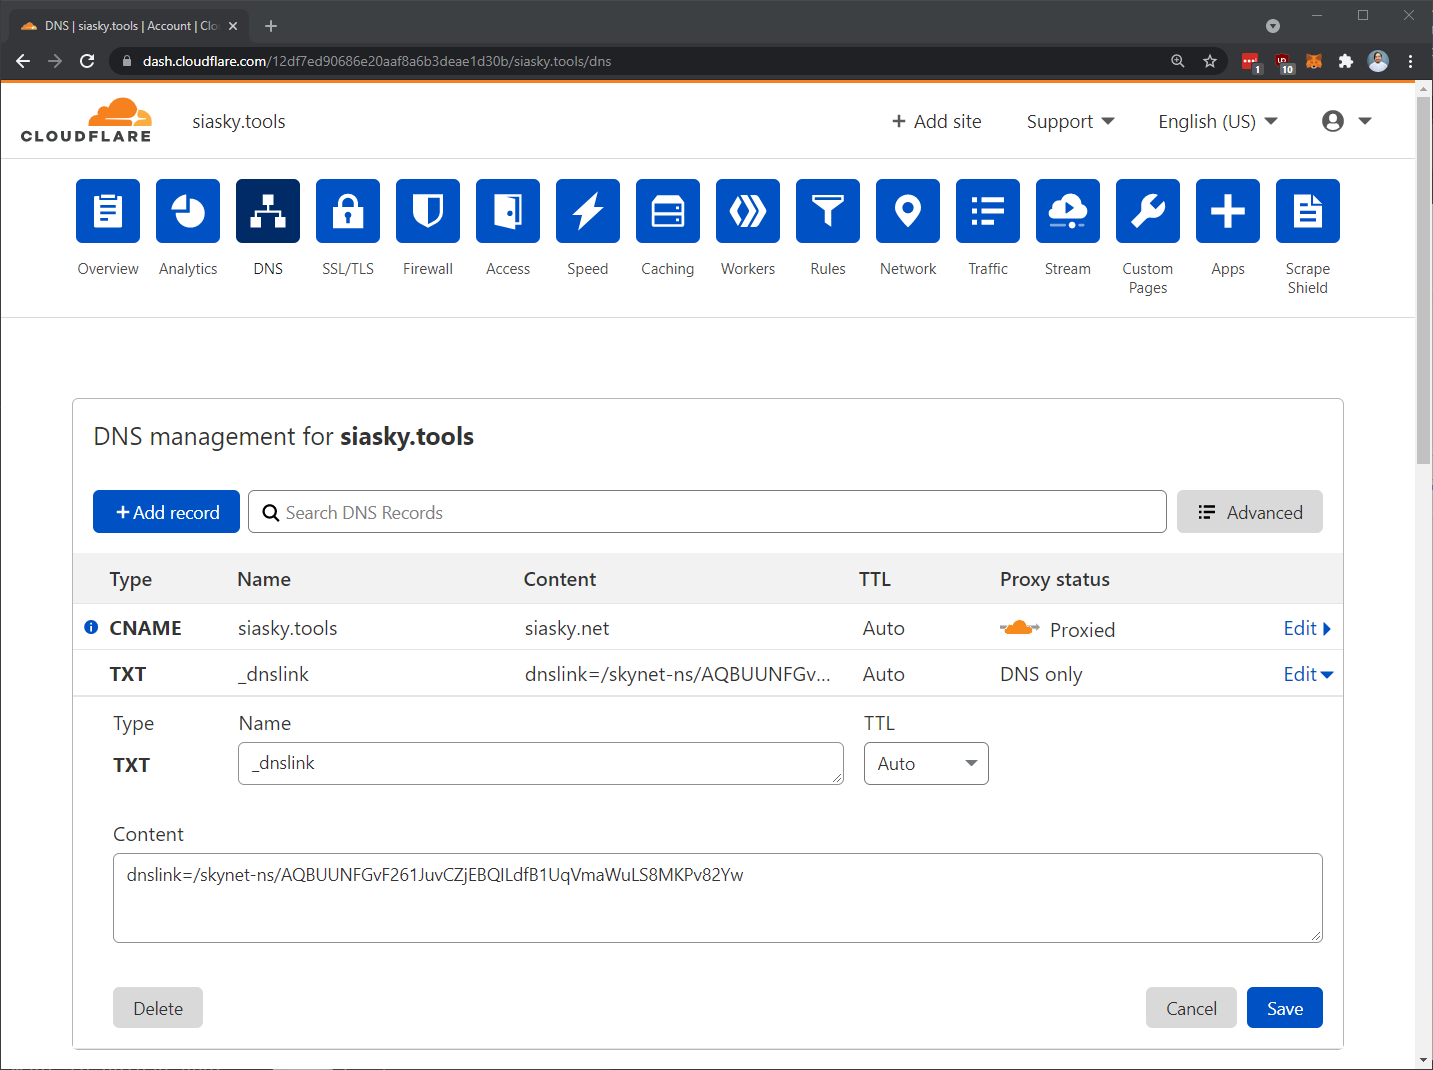 DNS | siasky.tools | Account | Clo
dash.cloudflare.com/12df7ed90686e20aaf8a6b3deae1d30b/siasky.tools/dns
1
10
CLOUDFLARE
siasky.tools
+ Add site
Support
English (US)
Overview
Analytics
DNS
SSL/TLS
Firewall
Access
Speed
Caching
Workers
Rules
Network
Traffic
Stream
Custom
Pages
Apps
Scrape
Shield
DNS management for siasky.tools
+ Add record
Search DNS Records
Advanced
Type Name Content TTL Proxy status
CNAME siasky.tools siasky.net Auto Proxied Edit
TXT _dnslink dnslink=/skynet-ns/AQBUUNFGv... Auto DNS only Edit
Type Name TTL
TXT _dnslink Auto
Content
dnslink=/skynet-ns/AQBUUNFGvF261JuvCZjEBQILdfB1UqVmaWuLS8MKPv82Yw
Delete
Cancel
Save